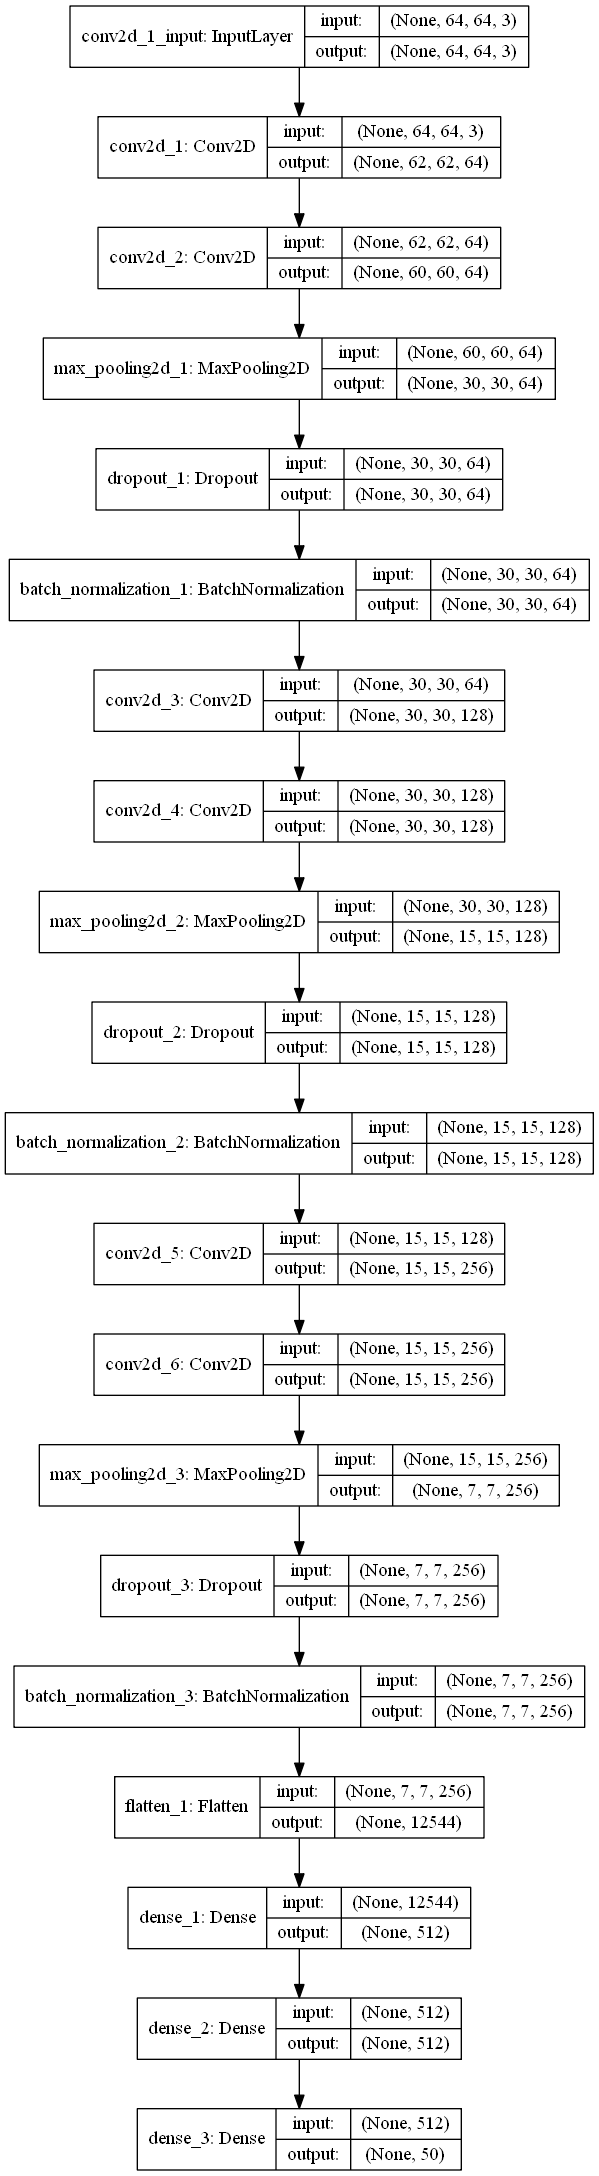 conv2d_1_input: InputLayer
input: (None, 64, 64, 3)
output: (None, 64, 64, 3)
conv2d_1: Conv2D
input: (None, 64, 64, 3)
output: (None, 62, 62, 64)
conv2d_2: Conv2D
input: (None, 62, 62, 64)
output: (None, 60, 60, 64)
max_pooling2d_1: MaxPooling2D
input: (None, 60, 60, 64)
output: (None, 30, 30, 64)
dropout_1: Dropout
input: (None, 30, 30, 64)
output: (None, 30, 30, 64)
batch_normalization_1: BatchNormalization
input: (None, 30, 30, 64)
output: (None, 30, 30, 64)
conv2d_3: Conv2D
input: (None, 30, 30, 64)
output: (None, 30, 30, 128)
conv2d_4: Conv2D
input: (None, 30, 30, 128)
output: (None, 30, 30, 128)
max_pooling2d_2: MaxPooling2D
input: (None, 30, 30, 128)
output: (None, 15, 15, 128)
dropout_2: Dropout
input: (None, 15, 15, 128)
output: (None, 15, 15, 128)
batch_normalization_2: BatchNormalization
input: (None, 15, 15, 128)
output: (None, 15, 15, 128)
conv2d_5: Conv2D
input: (None, 15, 15, 128)
output: (None, 15, 15, 256)
conv2d_6: Conv2D
input: (None, 15, 15, 256)
output: (None, 15, 15, 256)
max_pooling2d_3: MaxPooling2D
input: (None, 15, 15, 256)
output: (None, 7, 7, 256)
dropout_3: Dropout
input: (None, 7, 7, 256)
output: (None, 7, 7, 256)
batch_normalization_3: BatchNormalization
input: (None, 7, 7, 256)
output: (None, 7, 7, 256)
flatten_1: Flatten
input: (None, 7, 7, 256)
output: (None, 12544)
dense_1: Dense
input: (None, 12544)
output: (None, 512)
dense_2: Dense
input: (None, 512)
output: (None, 512)
dense_3: Dense
input: (None, 512)
output: (None, 50)